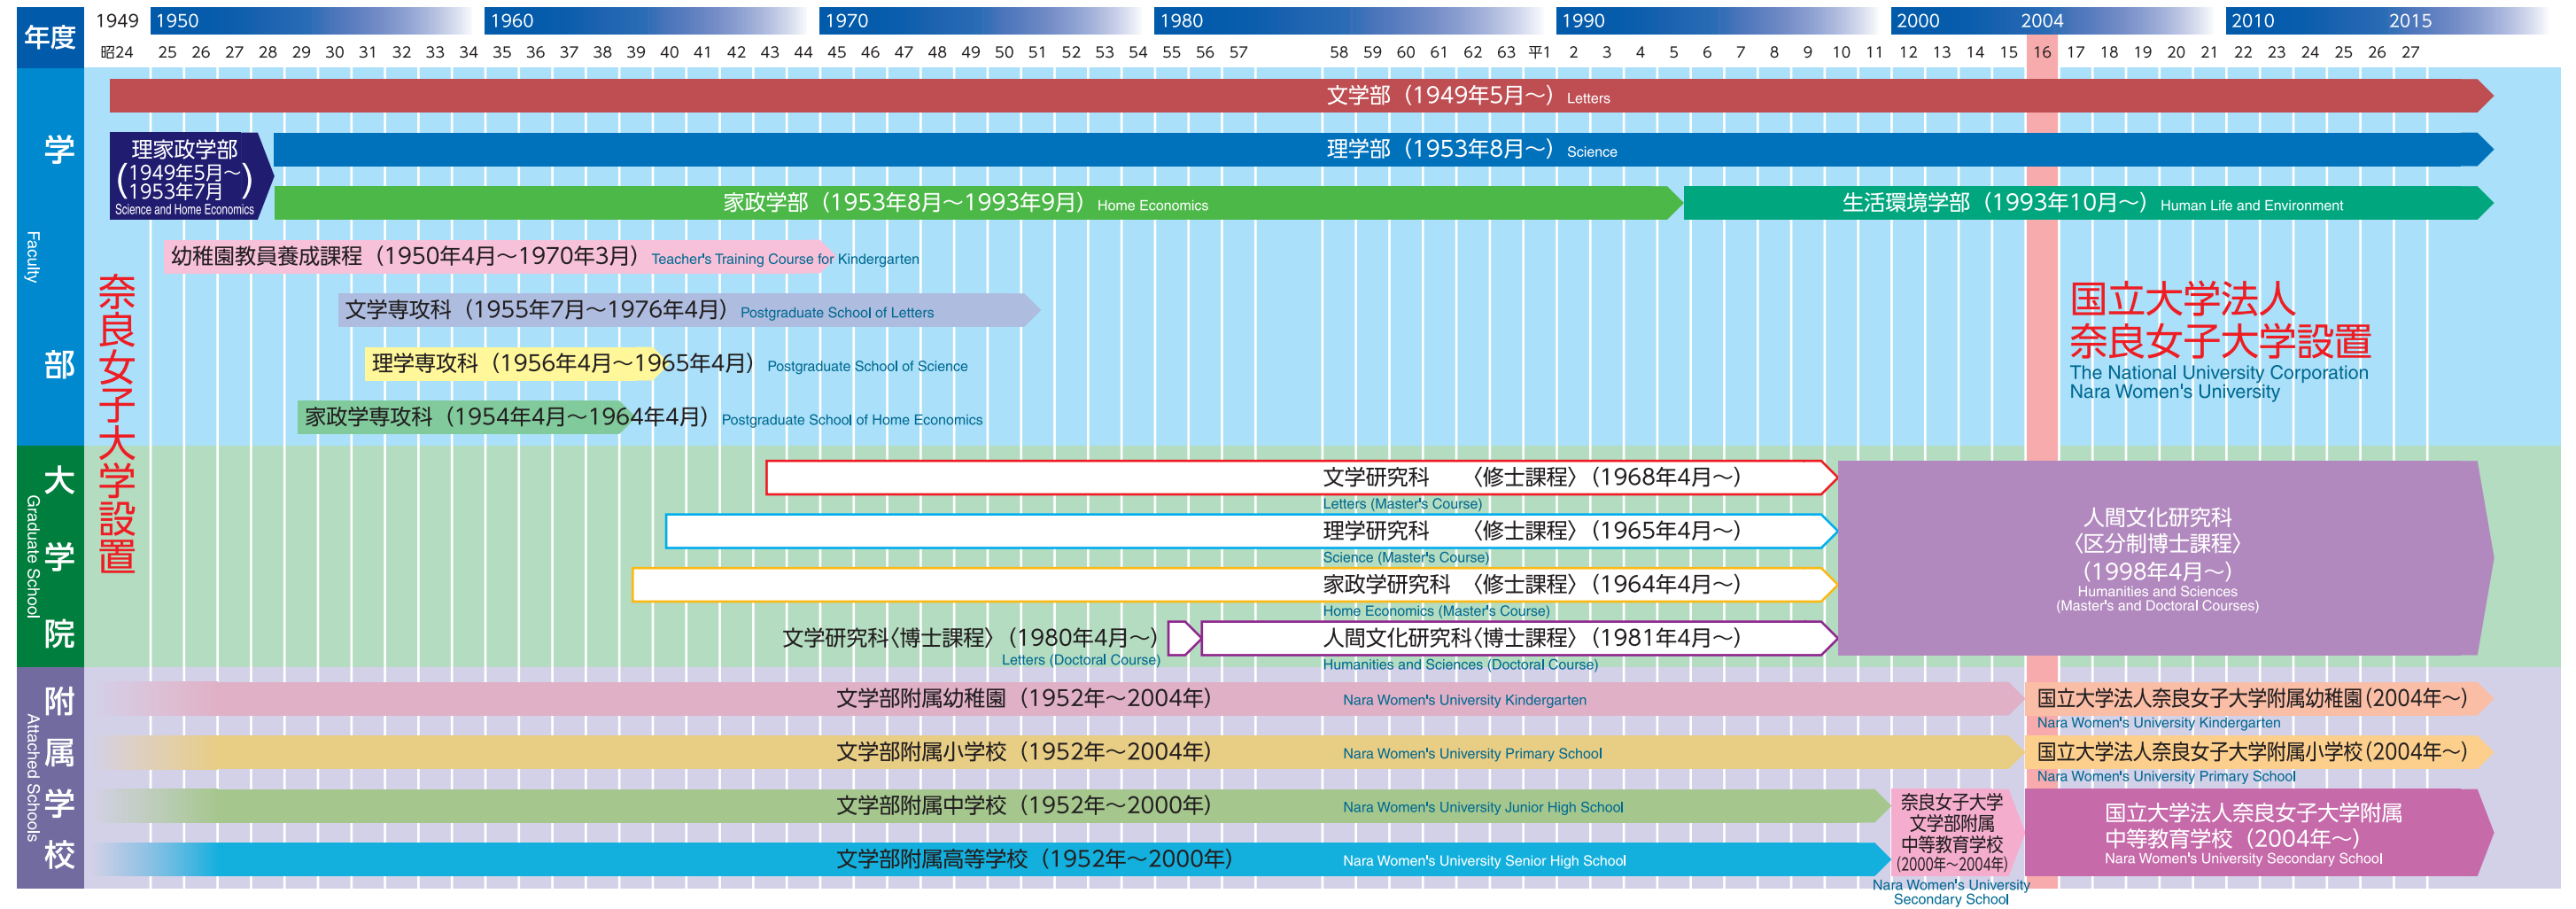 年度
1949 1950 1960 1970 1980 1990 2000 2004 2010 2015
昭24 25 26 27 28 29 30 31 32 33 34 35 36 37 38 39 40 41 42 43 44 45 46 47 48 49 50 51 52 53 54 55 56 57 58 59 60 61 62 63 平1 2 3 4 5 6 7 8 9 10 11 12 13 14 15 16 17 18 19 20 21 22 23 24 25 26 27
学部
Faculty
奈良女子大学設置
文学部（1949年5月～） Letters
理家政学部
（1949年5月～
1953年7月）
Science and Home Economics
理学部（1953年8月～） Science
家政学部（1953年8月～1993年9月） Home Economics
生活環境学部（1993年10月～） Human Life and Environment
幼稚園教員養成課程（1950年4月～1970年3月） Teacher's Training Course for Kindergarten
文学専攻科（1955年7月～1976年4月） Postgraduate School of Letters
理学専攻科（1956年4月～1965年4月） Postgraduate School of Science
家政学専攻科（1954年4月～1964年4月） Postgraduate School of Home Economics
国立大学法人
奈良女子大学設置
The National University Corporation
Nara Women's University
大学院
Graduate School
文学研究科 〈修士課程〉（1968年4月～）
Letters (Master's Course)
理学研究科 〈修士課程〉（1965年4月～）
Science (Master's Course)
家政学研究科 〈修士課程〉（1964年4月～）
Home Economics (Master's Course)
文学研究科〈博士課程〉（1980年4月～）
Letters (Doctoral Course)
人間文化研究科〈博士課程〉（1981年4月～）
Humanities and Sciences (Doctoral Course)
人間文化研究科
〈区分制博士課程〉
（1998年4月～）
Humanities and Sciences
(Master's and Doctoral Courses)
附属学校
Attached Schools
文学部附属幼稚園（1952年～2004年） Nara Women's University Kindergarten
国立大学法人奈良女子大学附属幼稚園（2004年～）
Nara Women's University Kindergarten
文学部附属小学校（1952年～2004年） Nara Women's University Primary School
国立大学法人奈良女子大学附属小学校（2004年～）
Nara Women's University Primary School
文学部附属中学校（1952年～2000年） Nara Women's University Junior High School
文学部附属高等学校（1952年～2000年） Nara Women's University Senior High School
奈良女子大学
文学部附属
中等教育学校
（2000年～2004年）
Nara Women's University
Secondary School
国立大学法人奈良女子大学附属
中等教育学校（2004年～）
Nara Women's University Secondary School